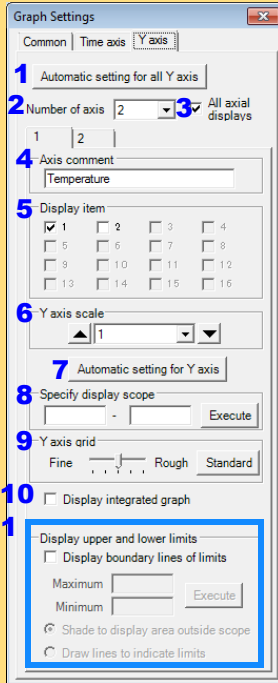 Graph Settings
Common Time axis Y axis
1 Automatic setting for all Y axis
2 Number of axis 2 3 All axial displays
1 2
4 Axis comment
Temperature
5 Display item
1 2 3 4
5 6 7 8
9 10 11 12
13 14 15 16
6 Y axis scale
1
7 Automatic setting for Y axis
8 Specify display scope
- Execute
9 Y axis grid
Fine Rough Standard
10 Display integrated graph
1 Display upper and lower limits
Display boundary lines of limits
Maximum
Execute
Minimum
Shade to display area outside scope
Draw lines to indicate limits